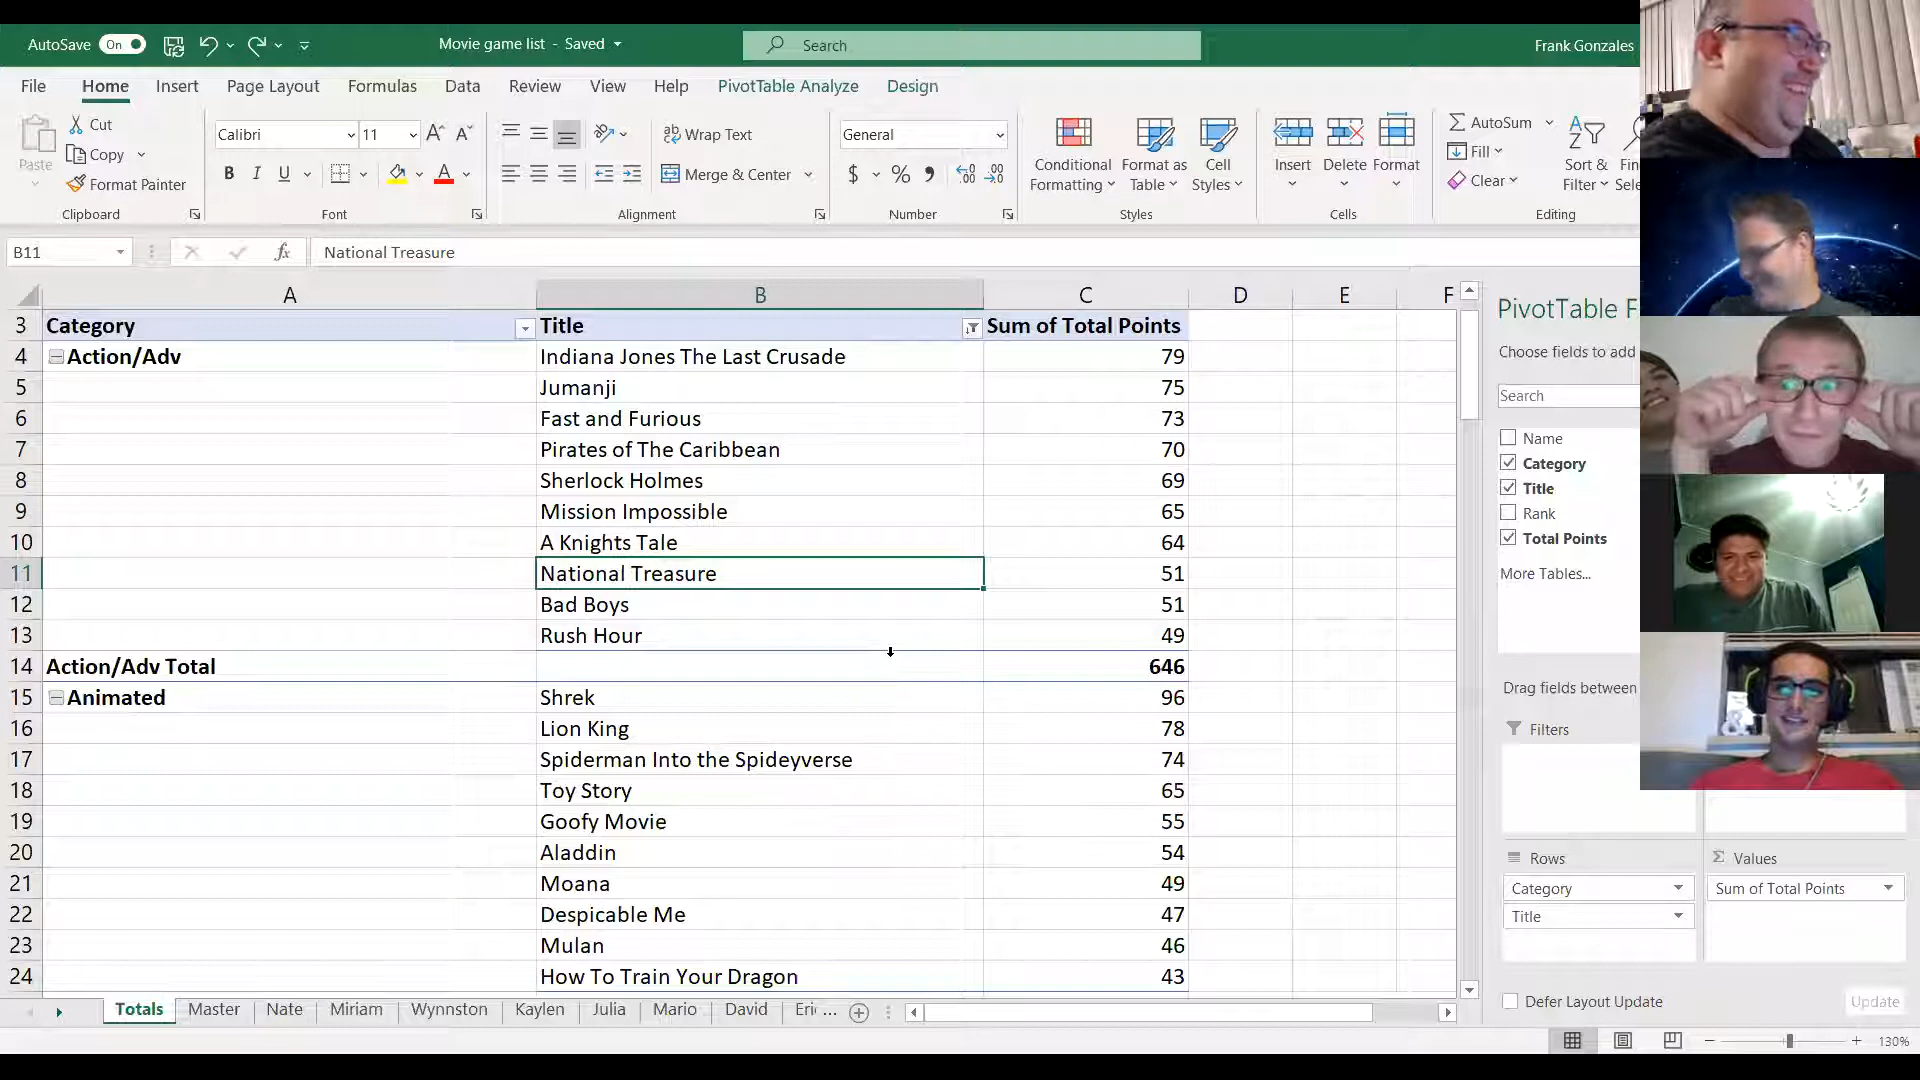 AutoSave On Movie game list - Saved Search Frank Gonzales
File Home Insert Page Layout Formulas Data Review View Help PivotTable Analyze Design
Paste Cut Copy Format Painter Clipboard
Calibri 11 B I U A Font
Wrap Text Merge & Center Alignment
General $ % Number
Conditional Formatting Format as Table Cell Styles Styles
Insert Delete Format Cells
AutoSum Fill Clear Sort & Filter Editing
B11 fx National Treasure
A B C D E F
3 Category Title Sum of Total Points
4 Action/Adv Indiana Jones The Last Crusade 79
5 Jumanji 75
6 Fast and Furious 73
7 Pirates of The Caribbean 70
8 Sherlock Holmes 69
9 Mission Impossible 65
10 A Knights Tale 64
11 National Treasure 51
12 Bad Boys 51
13 Rush Hour 49
14 Action/Adv Total 646
15 Animated Shrek 96
16 Lion King 78
17 Spiderman Into the Spideyverse 74
18 Toy Story 65
19 Goofy Movie 55
20 Aladdin 54
21 Moana 49
22 Despicable Me 47
23 Mulan 46
24 How To Train Your Dragon 43
PivotTable F
Choose fields to add
Search
Name
Category
Title
Rank
Total Points
More Tables...
Drag fields between
Filters
Rows Σ Values
Category Sum of Total Points
Title
Defer Layout Update Update
Totals Master Nate Miriam Wynnston Kaylen Julia Mario David Eri ...
130%